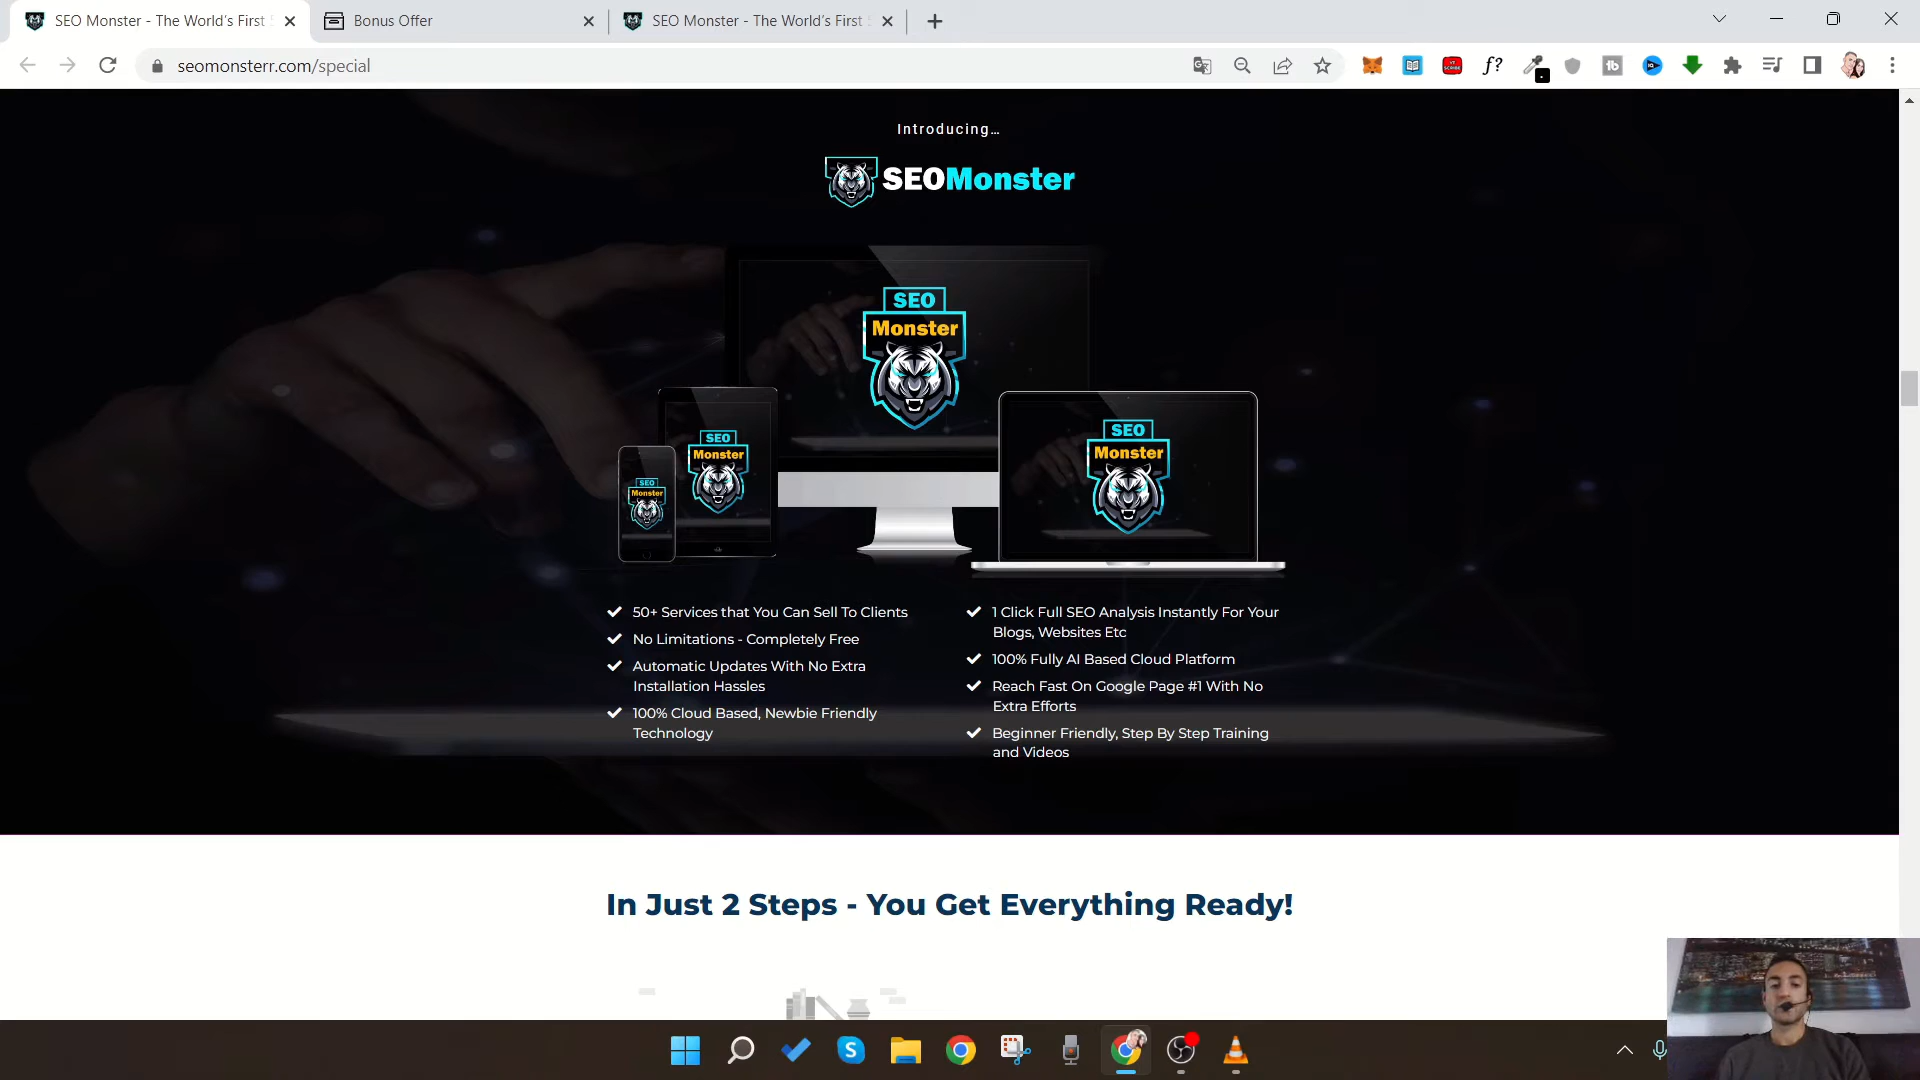 SEO Monster - The World's First
Bonus Offer
SEO Monster - The World's First
seomonsterr.com/special
Introducing...
SEOMonster
SEO
Monster
SEO
Monster
SEO
Monster
SEO
Monster
50+ Services that You Can Sell To Clients
No Limitations - Completely Free
Automatic Updates With No Extra
Installation Hassles
100% Cloud Based, Newbie Friendly
Technology
1 Click Full SEO Analysis Instantly For Your
Blogs, Websites Etc
100% Fully AI Based Cloud Platform
Reach Fast On Google Page #1 With No
Extra Efforts
Beginner Friendly, Step By Step Training
and Videos
In Just 2 Steps - You Get Everything Ready!